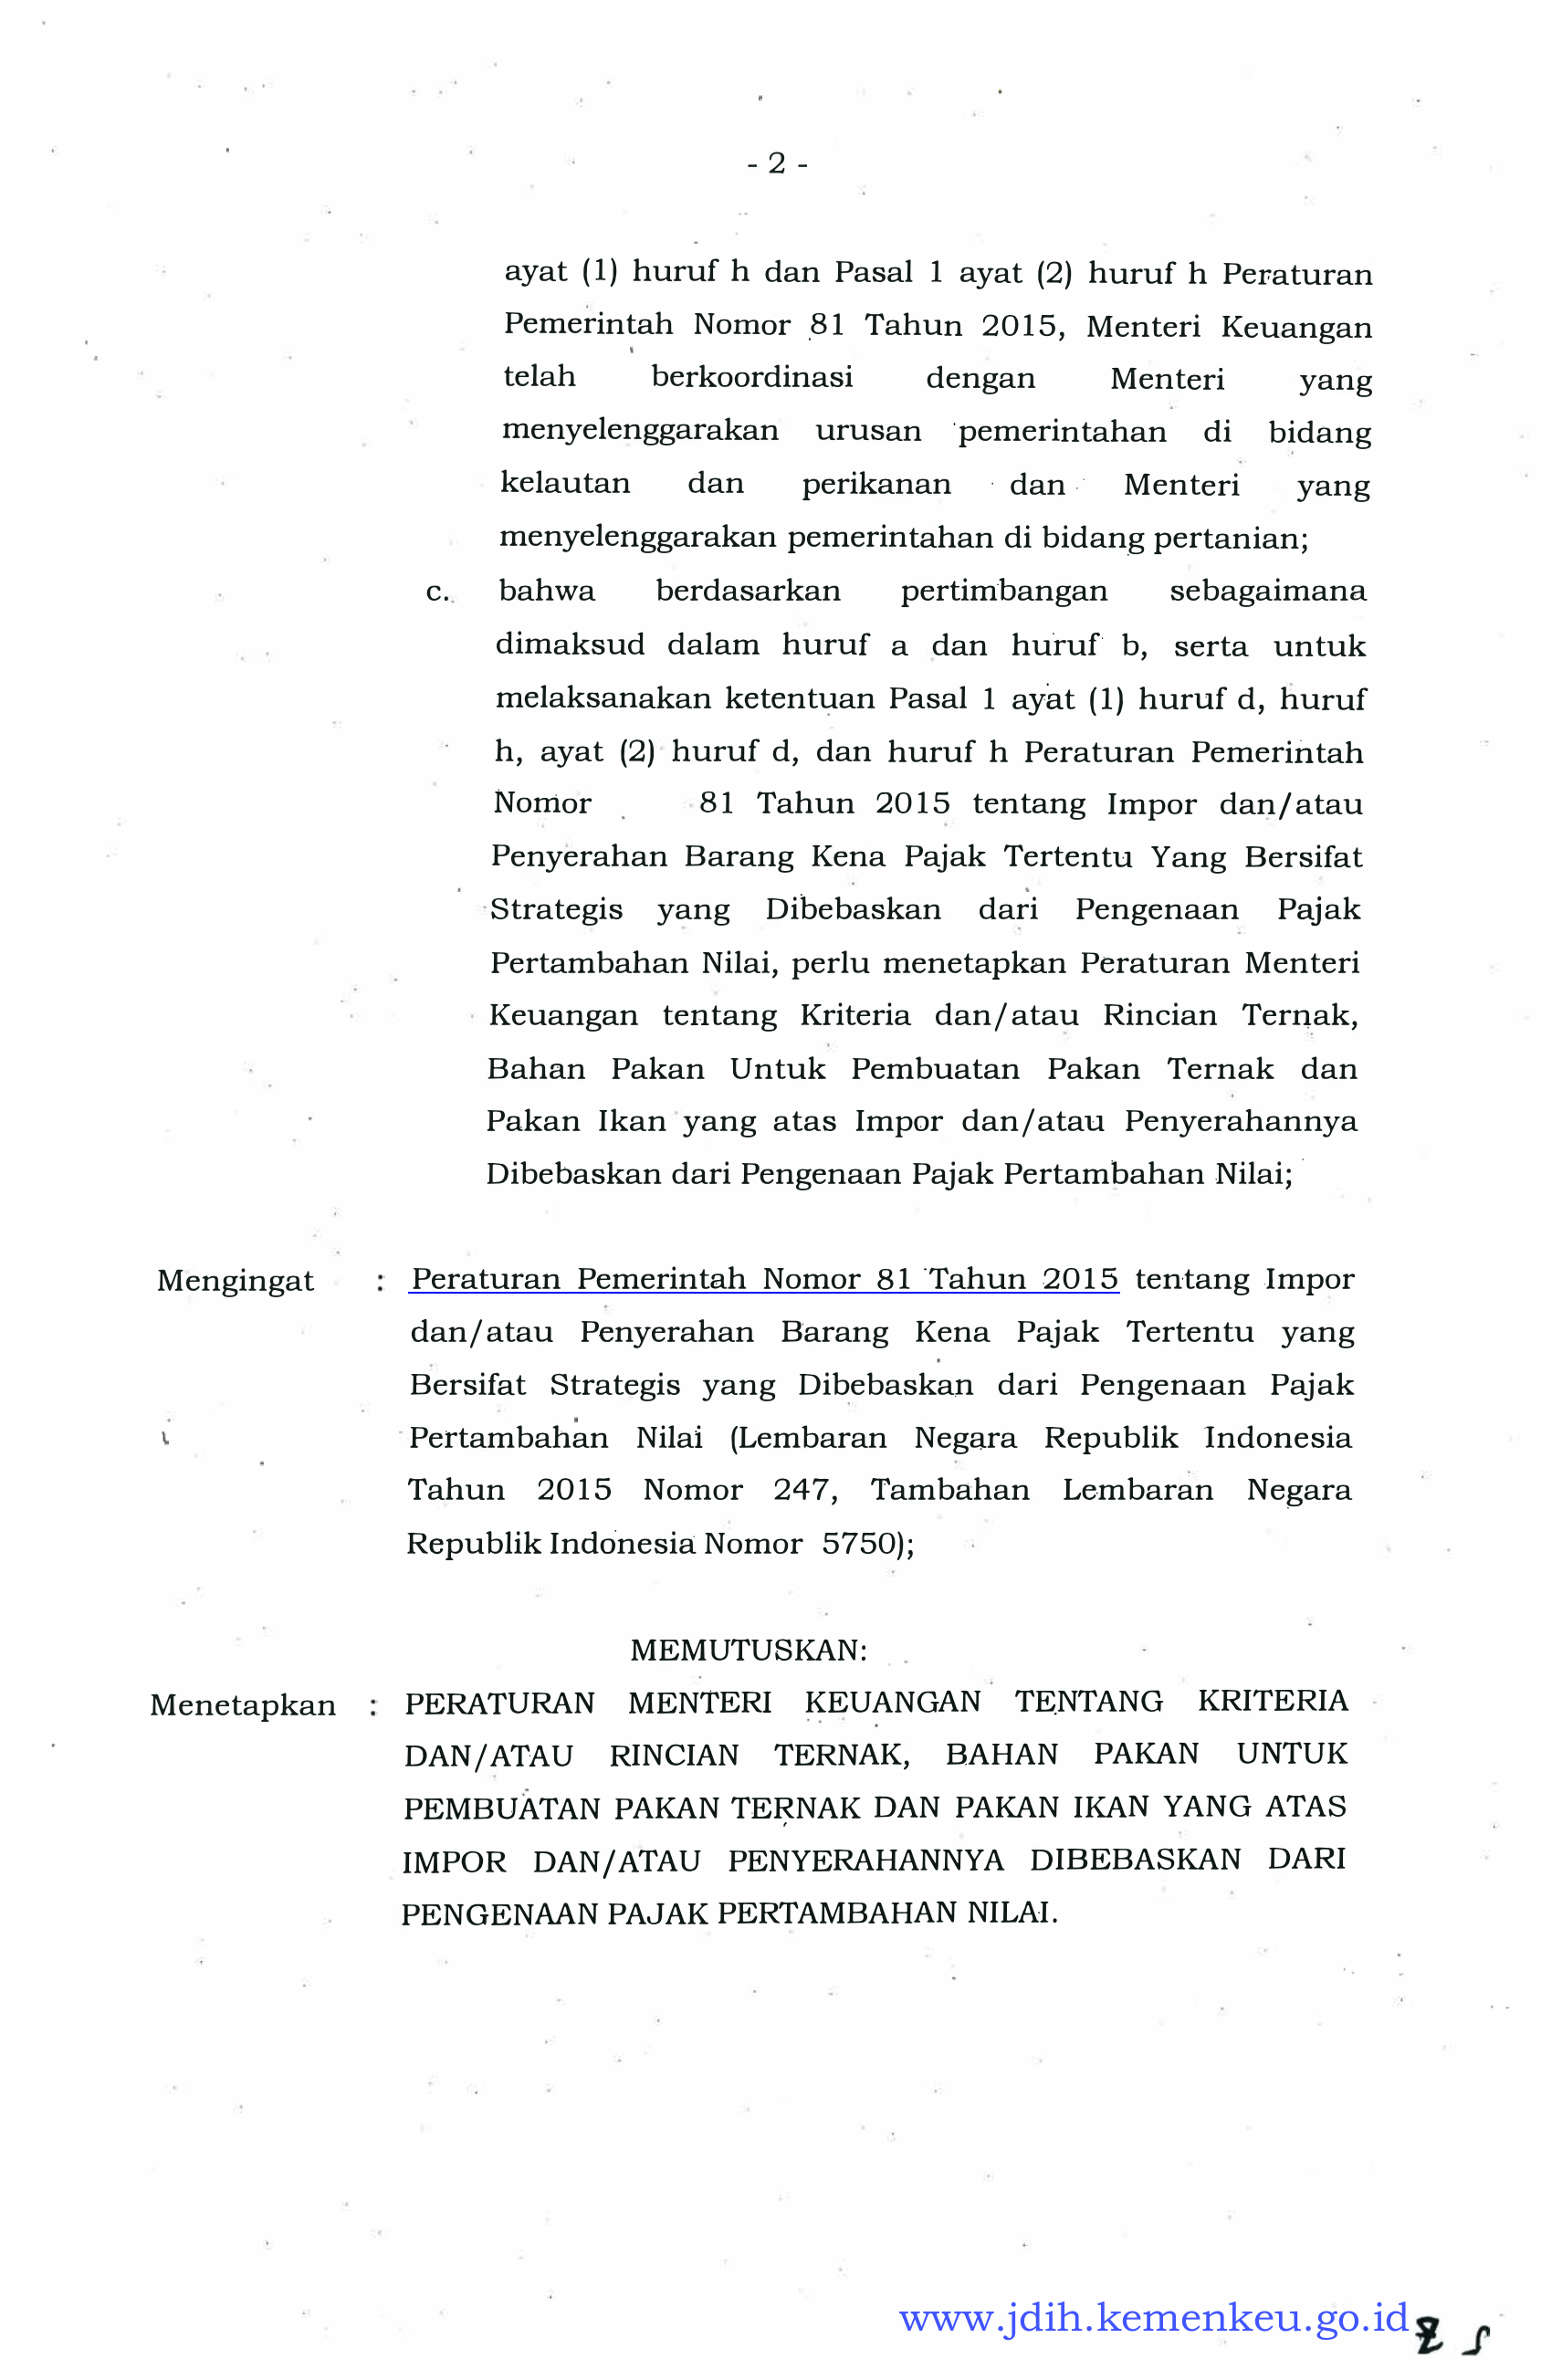 - 2 -
ayat (1) huruf h dan Pasal 1 ayat (2) huruf h Peraturan
Pemerintah Nomor 81 Tahun 2015, Menteri Keuangan
telah berkoordinasi dengan Menteri yang
menyelenggarakan urusan pemerintahan di bidang
kelautan dan perikanan dan Menteri yang
menyelenggarakan pemerintahan di bidang pertanian;
c. bahwa berdasarkan pertimbangan sebagaimana
dimaksud dalam huruf a dan huruf b, serta untuk
melaksanakan ketentuan Pasal 1 ayat (1) huruf d, huruf
h, ayat (2) huruf d, dan huruf h Peraturan Pemerintah
Nomor 81 Tahun 2015 tentang Impor dan/atau
Penyerahan Barang Kena Pajak Tertentu Yang Bersifat
Strategis yang Dibebaskan dari Pengenaan Pajak
Pertambahan Nilai, perlu menetapkan Peraturan Menteri
Keuangan tentang Kriteria dan/atau Rincian Ternak,
Bahan Pakan Untuk Pembuatan Pakan Ternak dan
Pakan Ikan yang atas Impor dan/atau Penyerahannya
Dibebaskan dari Pengenaan Pajak Pertambahan Nilai;
Mengingat : Peraturan Pemerintah Nomor 81 Tahun 2015 tentang Impor
dan/atau Penyerahan Barang Kena Pajak Tertentu yang
Bersifat Strategis yang Dibebaskan dari Pengenaan Pajak
Pertambahan Nilai (Lembaran Negara Republik Indonesia
Tahun 2015 Nomor 247, Tambahan Lembaran Negara
Republik Indonesia Nomor 5750);
MEMUTUSKAN:
Menetapkan : PERATURAN MENTERI KEUANGAN TENTANG KRITERIA
DAN/ATAU RINCIAN TERNAK, BAHAN PAKAN UNTUK
PEMBUATAN PAKAN TERNAK DAN PAKAN IKAN YANG ATAS
IMPOR DAN/ATAU PENYERAHANNYA DIBEBASKAN DARI
PENGENAAN PAJAK PERTAMBAHAN NILAI.
www.jdih.kemenkeu.go.id